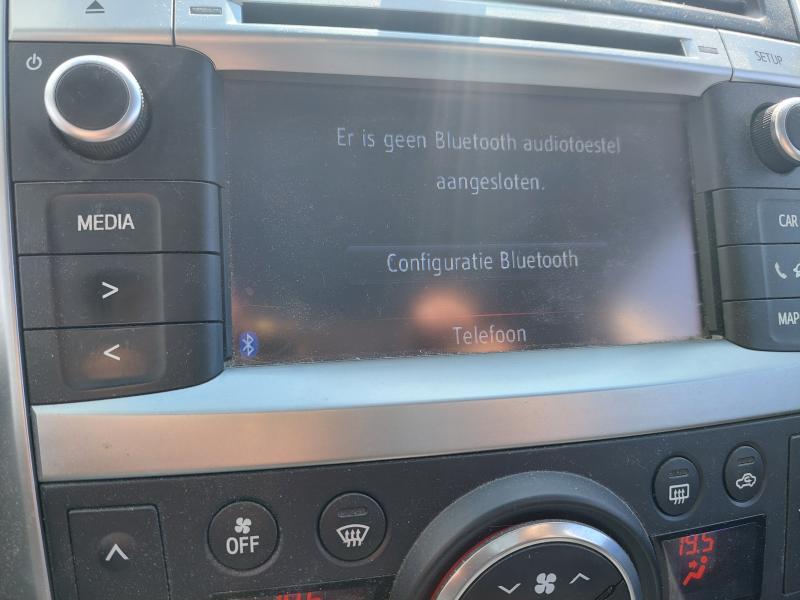 SETUP
Er is geen Bluetooth audiotoestel
aangesloten.
MEDIA
CAR
Configuratie Bluetooth
>
<
MAP
Telefoon
OFF
19.5